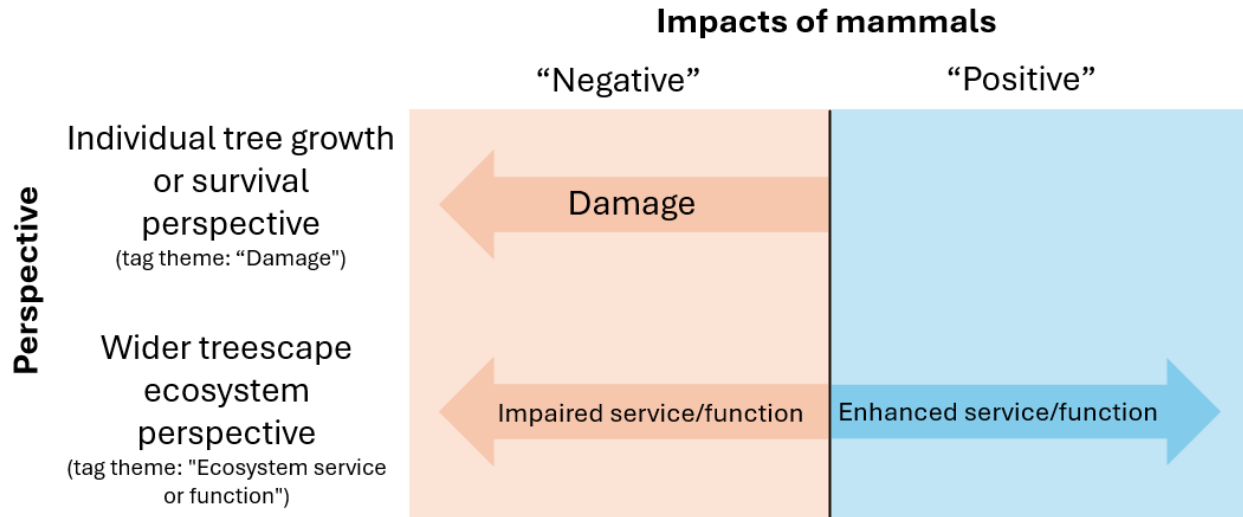 Impacts of mammals
“Negative”
“Positive”
Perspective
Individual tree growth
or survival
perspective
(tag theme: “Damage")
Damage
Wider treescape
ecosystem
perspective
(tag theme: "Ecosystem service
or function")
Impaired service/function
Enhanced service/function